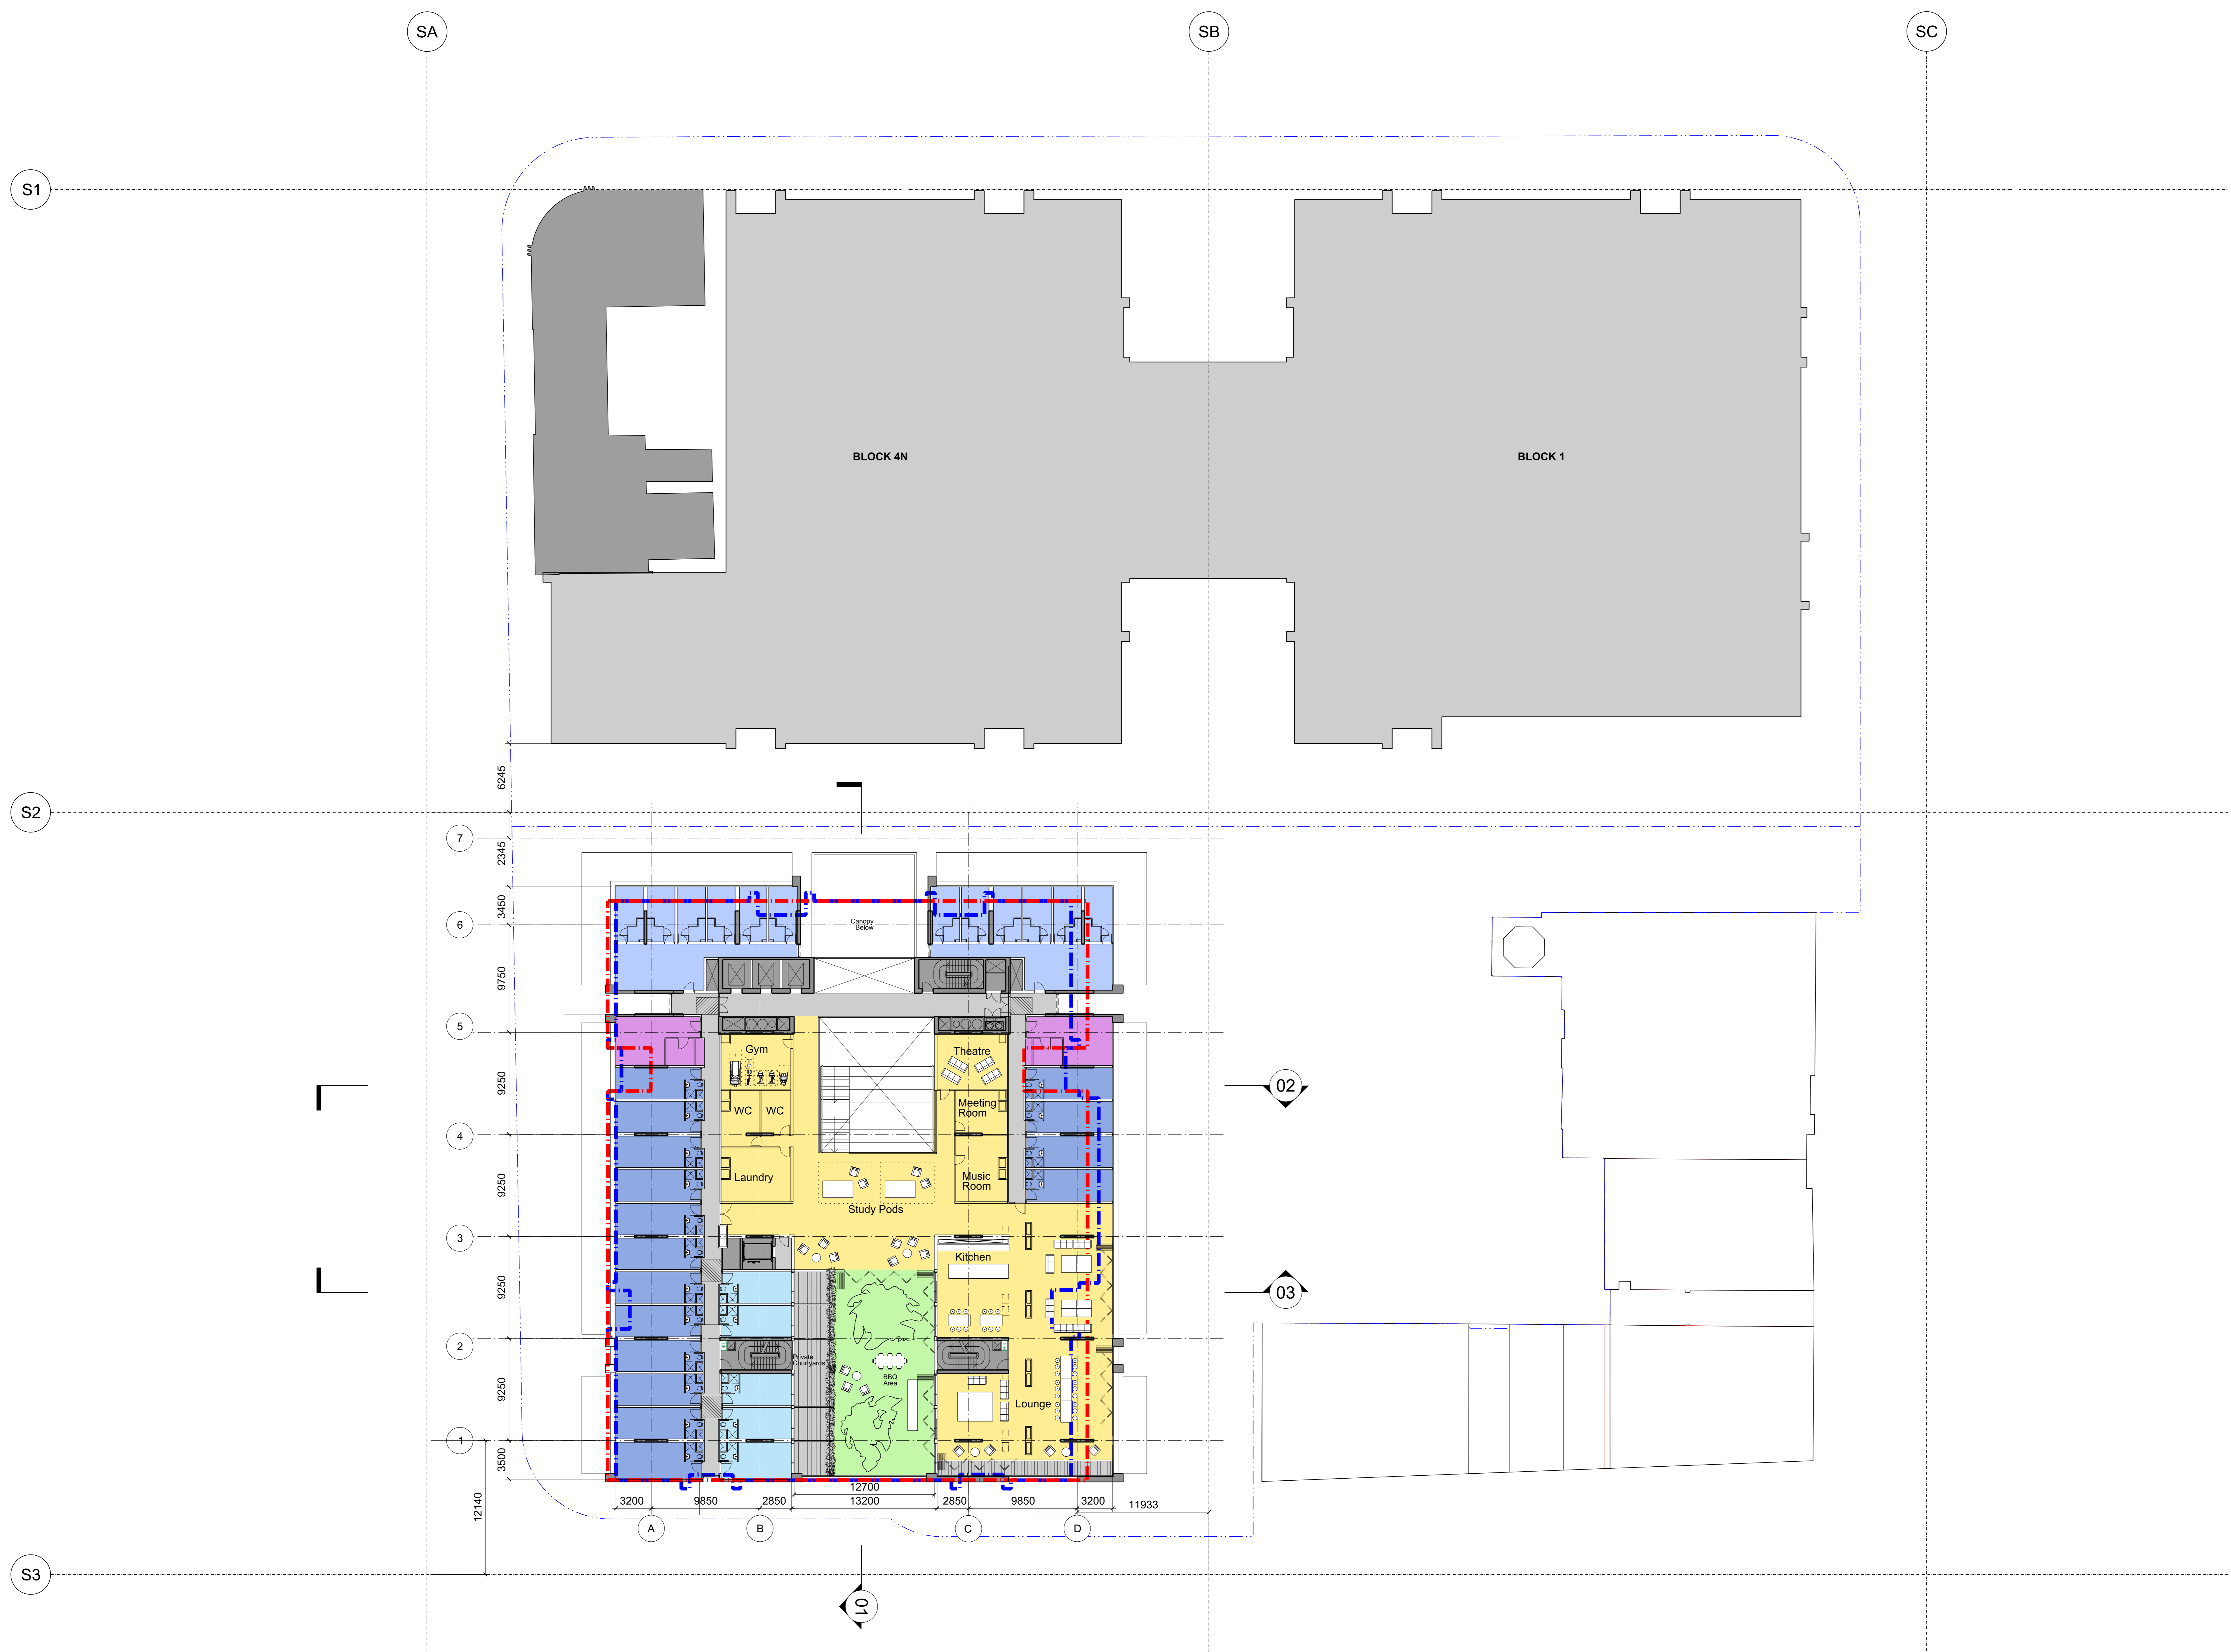 SA
SB
SC
S1
BLOCK 4N
BLOCK 1
6245
S2
7
2345
3450
6
Canopy
Below
9750
5
Gym
Theatre
9250
02
WC
WC
Meeting
Room
4
9250
Laundry
Music
Room
Study Pods
3
Kitchen
9250
03
2
Private
Courtyards
BBQ
Area
9250
Lounge
1
3500
12140
12700
3200
9850
2850
13200
2850
9850
3200
11933
A
B
C
D
S3
01